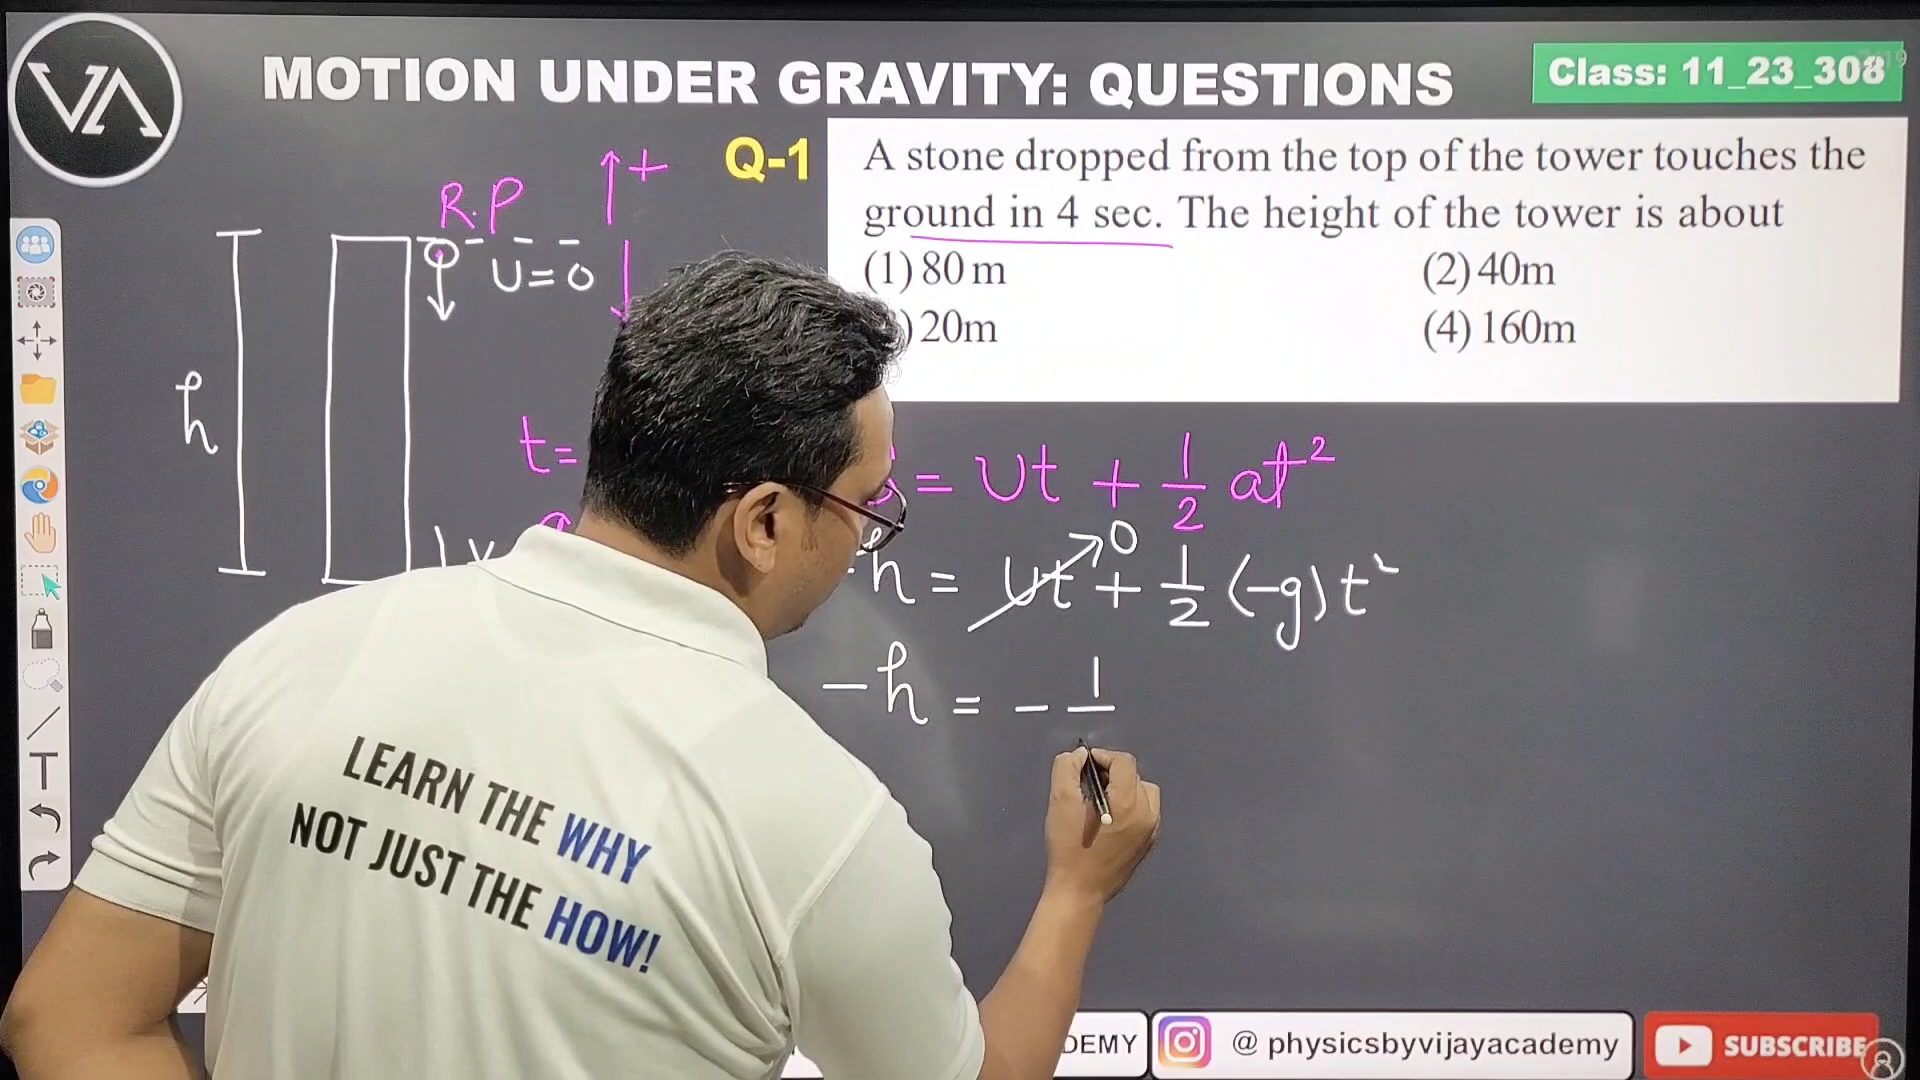 VA
MOTION UNDER GRAVITY: QUESTIONS
Class: 11_23_308
Q-1
A stone dropped from the top of the tower touches the
ground in 4 sec. The height of the tower is about
(1) 80 m (2) 40m
) 20m (4) 160m
R.P
↑+
U=0
h
t=
= Ut + 1/2 at²
-h = Ut + 1/2 (-g) t²
0
-h = - 1
LEARN THE WHY
NOT JUST THE HOW!
DEMY
@ physicsbyvijayacademy
SUBSCRIBE